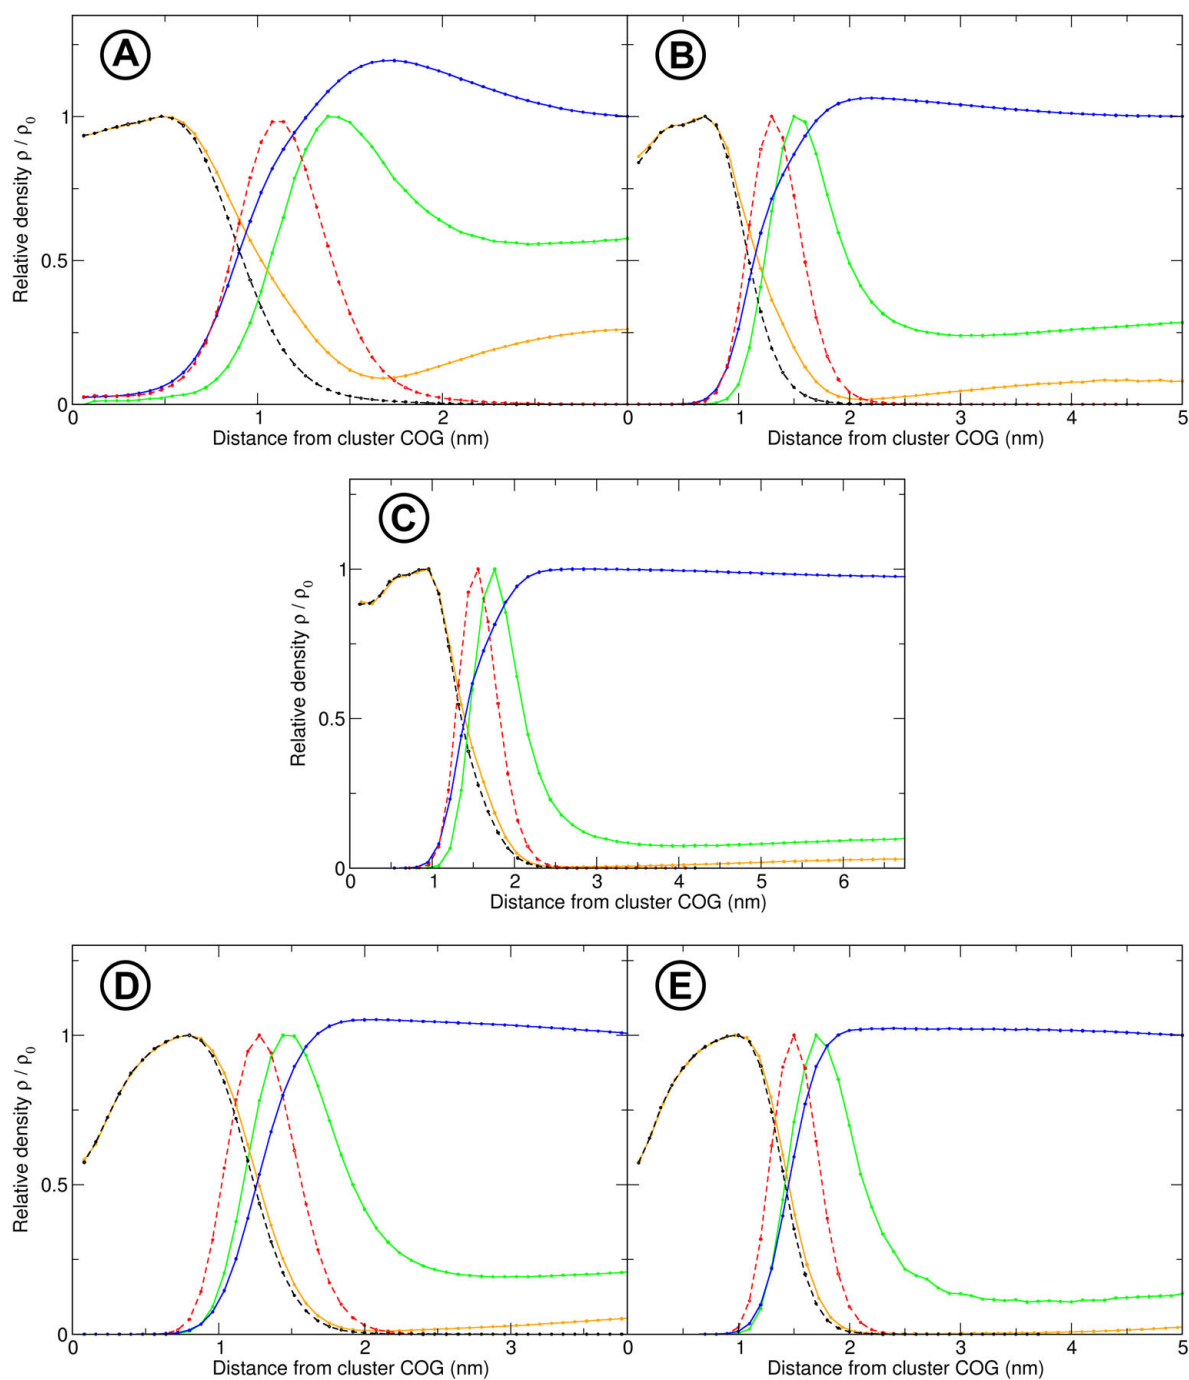 A
B
Relative density ρ / ρ0
1
0.5
0
0 1 2 0 1 2 3 4 5
Distance from cluster COG (nm) Distance from cluster COG (nm)
C
Relative density ρ / ρ0
1
0.5
0
0 1 2 3 4 5 6
Distance from cluster COG (nm)
D
E
Relative density ρ / ρ0
1
0.5
0
0 1 2 3 0 1 2 3 4 5
Distance from cluster COG (nm) Distance from cluster COG (nm)